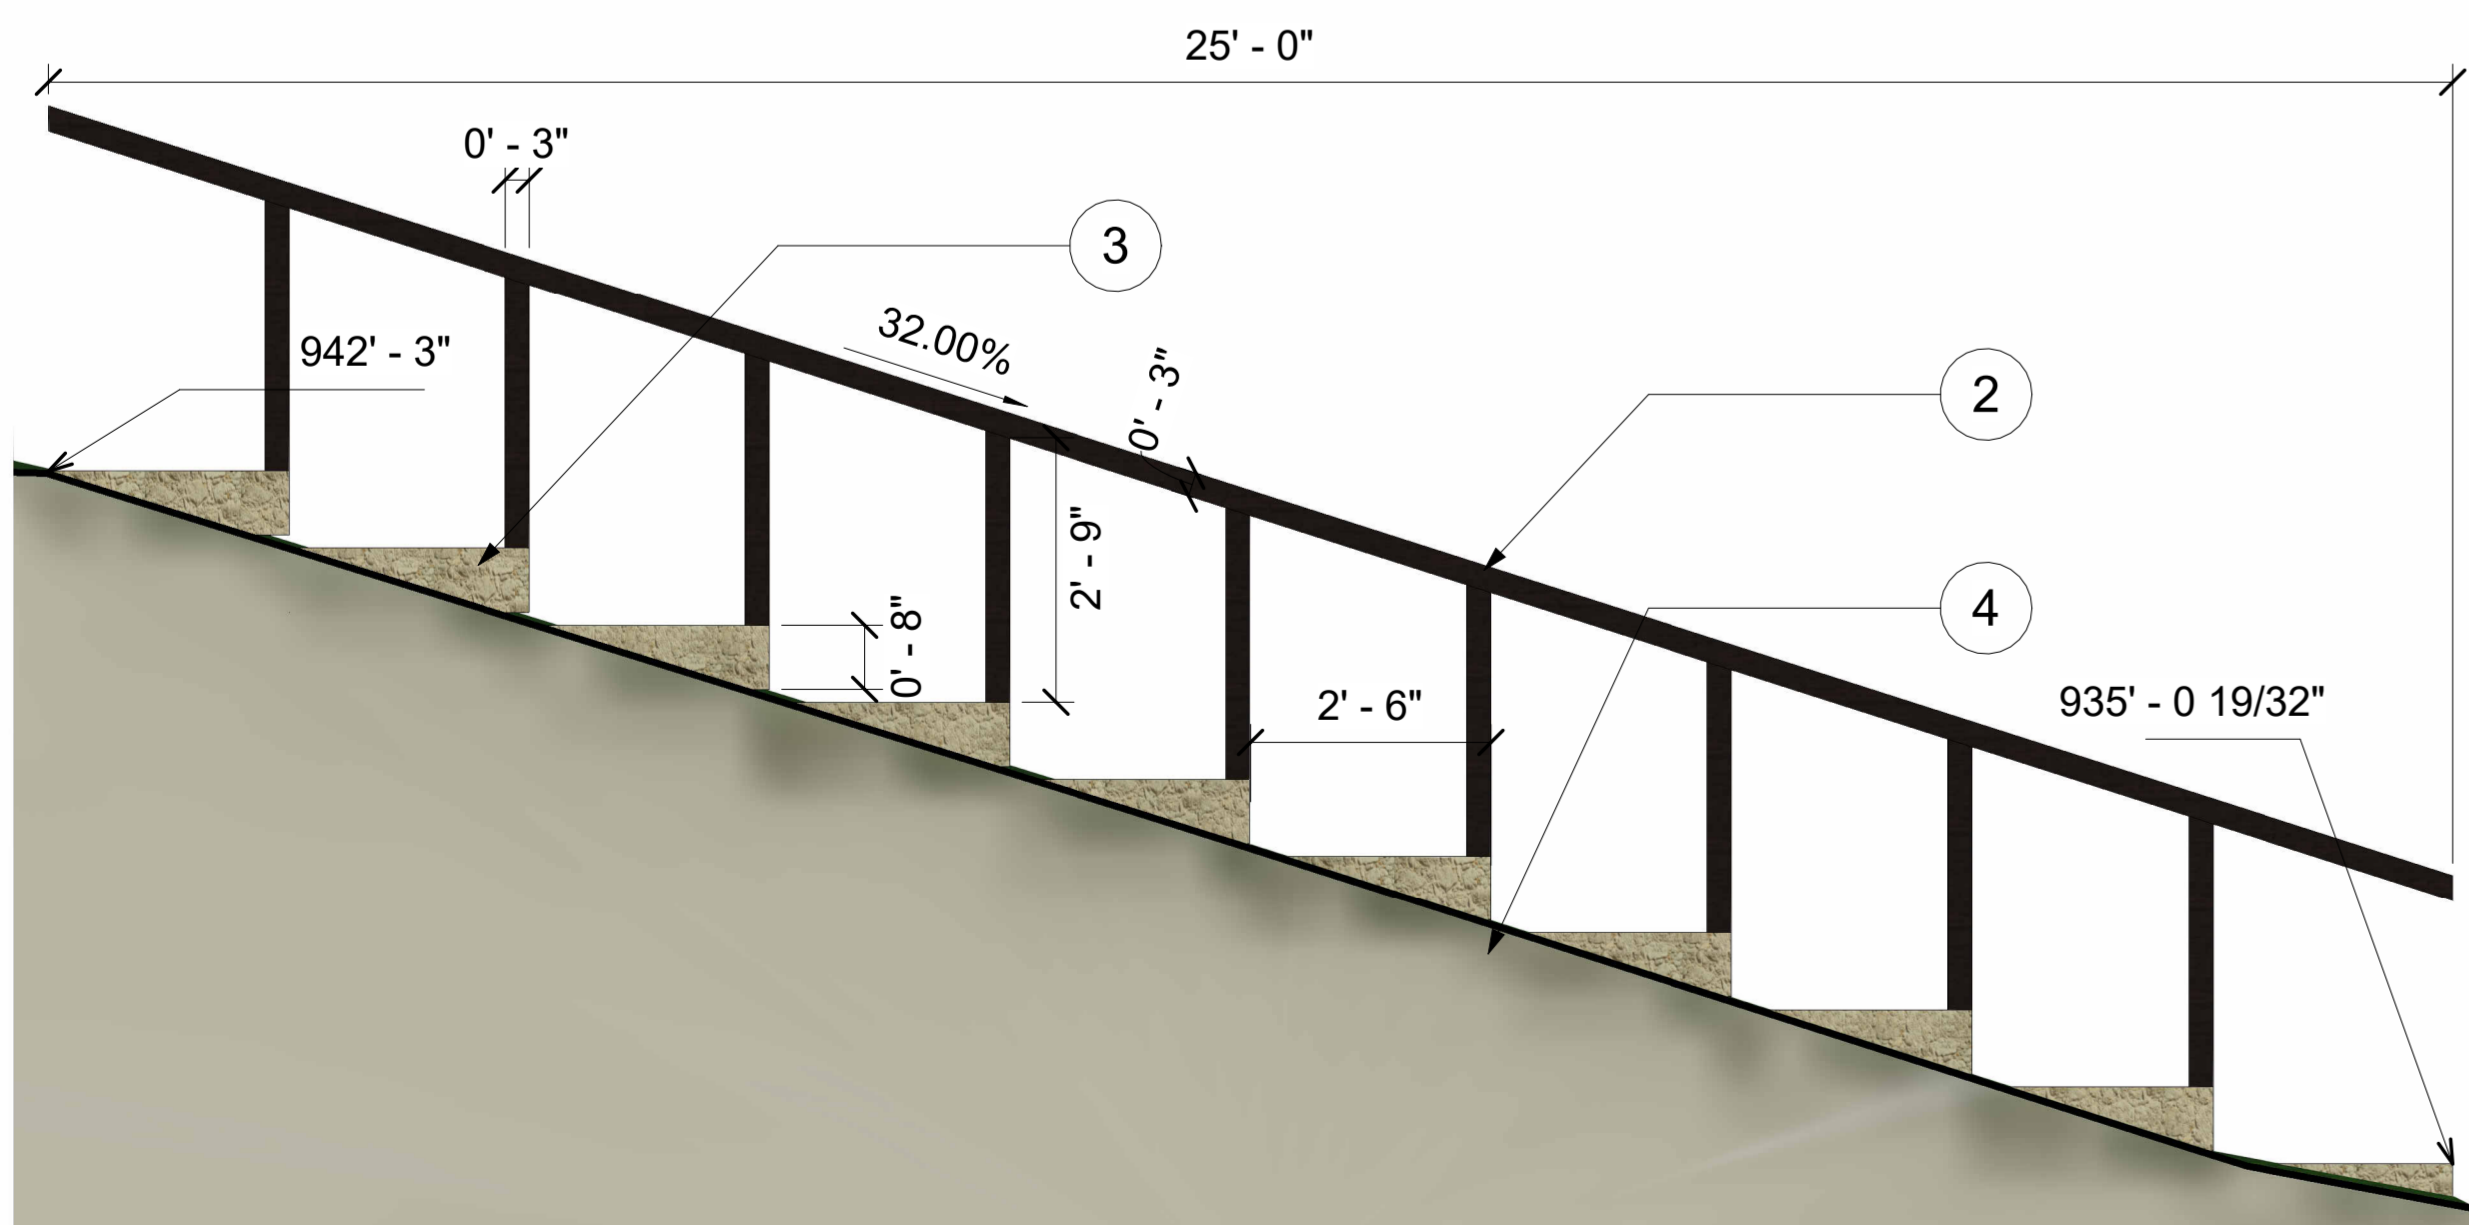 25' - 0"
0' - 3"
3
32.00%
942' - 3"
0' - 3"
2
2' - 9"
0' - 8"
4
2' - 6"
935' - 0 19/32"